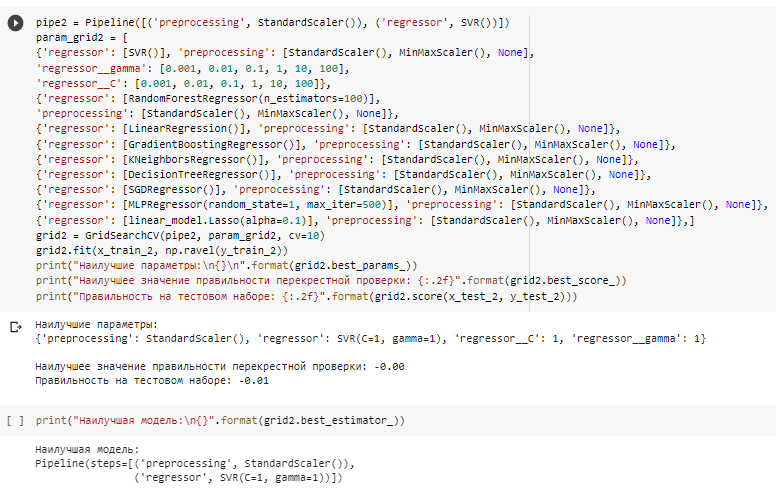 pipe2 = Pipeline([('preprocessing', StandardScaler()), ('regressor', SVR())])
param_grid2 = [
{'regressor': [SVR()], 'preprocessing': [StandardScaler(), MinMaxScaler(), None],
'regressor__gamma': [0.001, 0.01, 0.1, 1, 10, 100],
'regressor__C': [0.001, 0.01, 0.1, 1, 10, 100]},
{'regressor': [RandomForestRegressor(n_estimators=100)],
'preprocessing': [StandardScaler(), MinMaxScaler(), None]},
{'regressor': [LinearRegression()], 'preprocessing': [StandardScaler(), MinMaxScaler(), None]},
{'regressor': [GradientBoostingRegressor()], 'preprocessing': [StandardScaler(), MinMaxScaler(), None]},
{'regressor': [KNeighborsRegressor()], 'preprocessing': [StandardScaler(), MinMaxScaler(), None]},
{'regressor': [DecisionTreeRegressor()], 'preprocessing': [StandardScaler(), MinMaxScaler(), None]},
{'regressor': [SGDRegressor()], 'preprocessing': [StandardScaler(), MinMaxScaler(), None]},
{'regressor': [MLPRegressor(random_state=1, max_iter=500)], 'preprocessing': [StandardScaler(), MinMaxScaler(), None]},
{'regressor': [linear_model.Lasso(alpha=0.1)], 'preprocessing': [StandardScaler(), MinMaxScaler(), None]},]
grid2 = GridSearchCV(pipe2, param_grid2, cv=10)
grid2.fit(x_train_2, np.ravel(y_train_2))
print("Наилучшие параметры:\n{}\n".format(grid2.best_params_))
print("Наилучшее значение правильности перекрестной проверки: {:.2f}".format(grid2.best_score_))
print("Правильность на тестовом наборе: {:.2f}".format(grid2.score(x_test_2, y_test_2)))
Наилучшие параметры:
{'preprocessing': StandardScaler(), 'regressor': SVR(C=1, gamma=1), 'regressor__C': 1, 'regressor__gamma': 1}
Наилучшее значение правильности перекрестной проверки: -0.00
Правильность на тестовом наборе: -0.01
[ ] print("Наилучшая модель:\n{}".format(grid2.best_estimator_))
Наилучшая модель:
Pipeline(steps=[('preprocessing', StandardScaler()),
('regressor', SVR(C=1, gamma=1))])